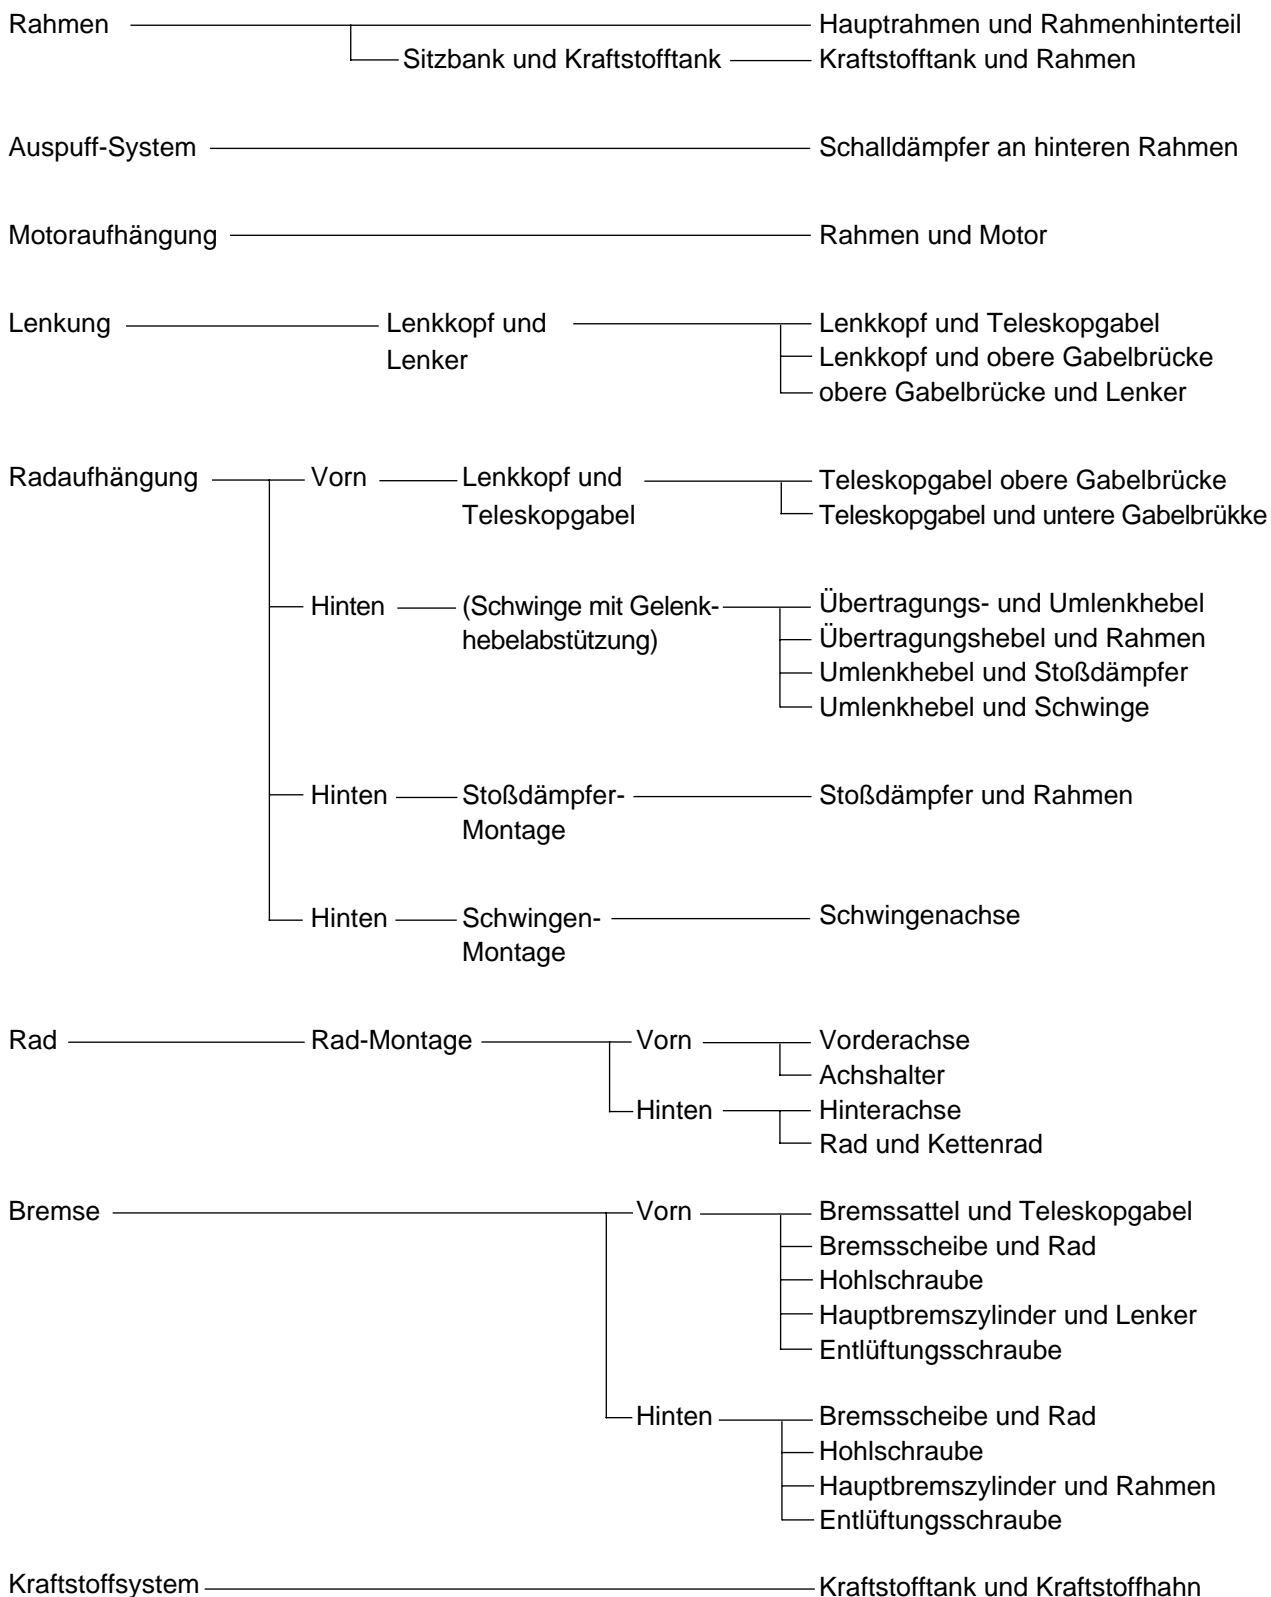 Rahmen Hauptrahmen und Rahmenhinterteil
Sitzbank und Kraftstofftank Kraftstofftank und Rahmen
Auspuff-System Schalldämpfer an hinteren Rahmen
Motoraufhängung Rahmen und Motor
Lenkung Lenkkopf und Lenkkopf und Teleskopgabel
Lenker Lenkkopf und obere Gabelbrücke
obere Gabelbrücke und Lenker
Radaufhängung Vorn Lenkkopf und Teleskopgabel obere Gabelbrücke
Teleskopgabel Teleskopgabel und untere Gabelbrükke
Hinten (Schwinge mit Gelenk- Übertragungs- und Umlenkhebel
hebelabstützung) Übertragungshebel und Rahmen
Umlenkhebel und Stoßdämpfer
Umlenkhebel und Schwinge
Hinten Stoßdämpfer- Stoßdämpfer und Rahmen
Montage
Hinten Schwingen- Schwingenachse
Montage
Rad Rad-Montage Vorn Vorderachse
Achshalter
Hinten Hinterachse
Rad und Kettenrad
Bremse Vorn Bremssattel und Teleskopgabel
Bremsscheibe und Rad
Hohlschraube
Hauptbremszylinder und Lenker
Entlüftungsschraube
Hinten Bremsscheibe und Rad
Hohlschraube
Hauptbremszylinder und Rahmen
Entlüftungsschraube
Kraftstoffsystem Kraftstofftank und Kraftstoffhahn